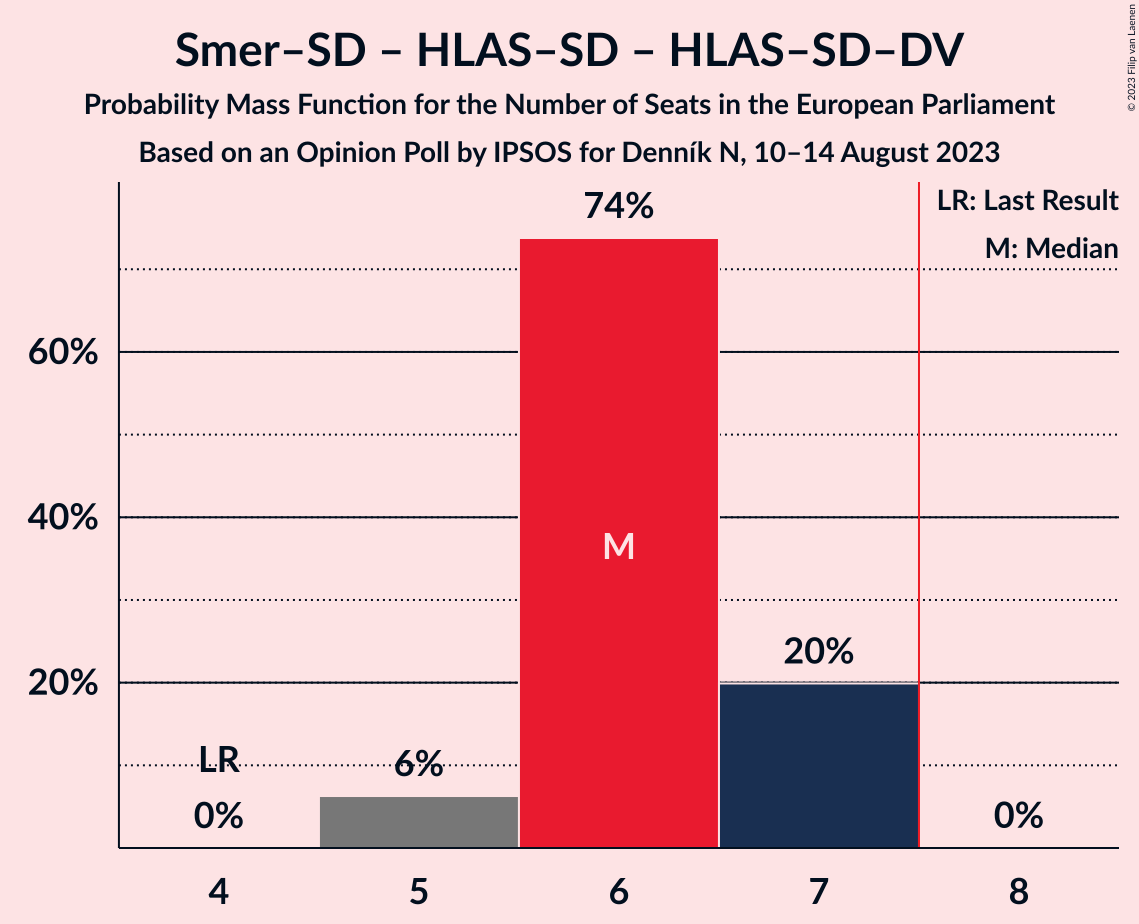 Smer–SD – HLAS–SD – HLAS–SD–DV
Probability Mass Function for the Number of Seats in the European Parliament
Based on an Opinion Poll by IPSOS for Denník N, 10–14 August 2023
© 2023 Filip van Laenen
LR: Last Result
M: Median
74%
60%
40%
M
20%
20%
LR
6%
0%
0%
4 5 6 7 8